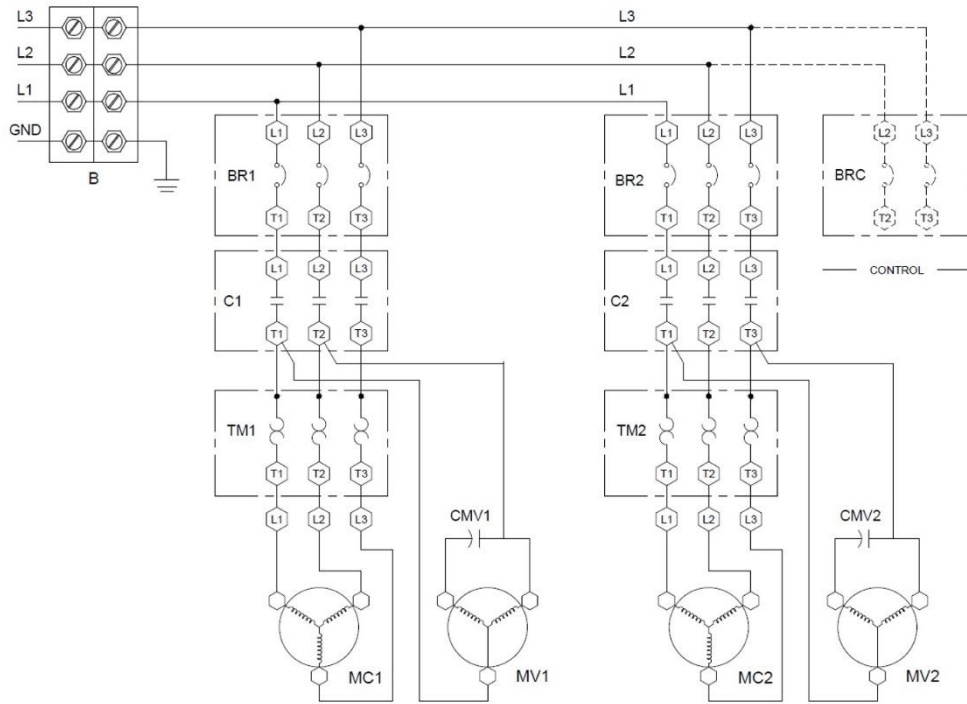 L3 L3
L2 L2
L1 L1
GND
B
L1 L2 L3 L1 L2 L3 L2 L3
BR1 BR2 BRC
T1 T2 T3 T1 T2 T3 T2 T3
L1 L2 L3 L1 L2 L3
CONTROL
C1 C2
T1 T2 T3 T1 T2 T3
TM1 TM2
T1 T2 T3 T1 T2 T3
L1 L2 L3 CMV1 L1 L2 L3 CMV2
MC1 MV1 MC2 MV2